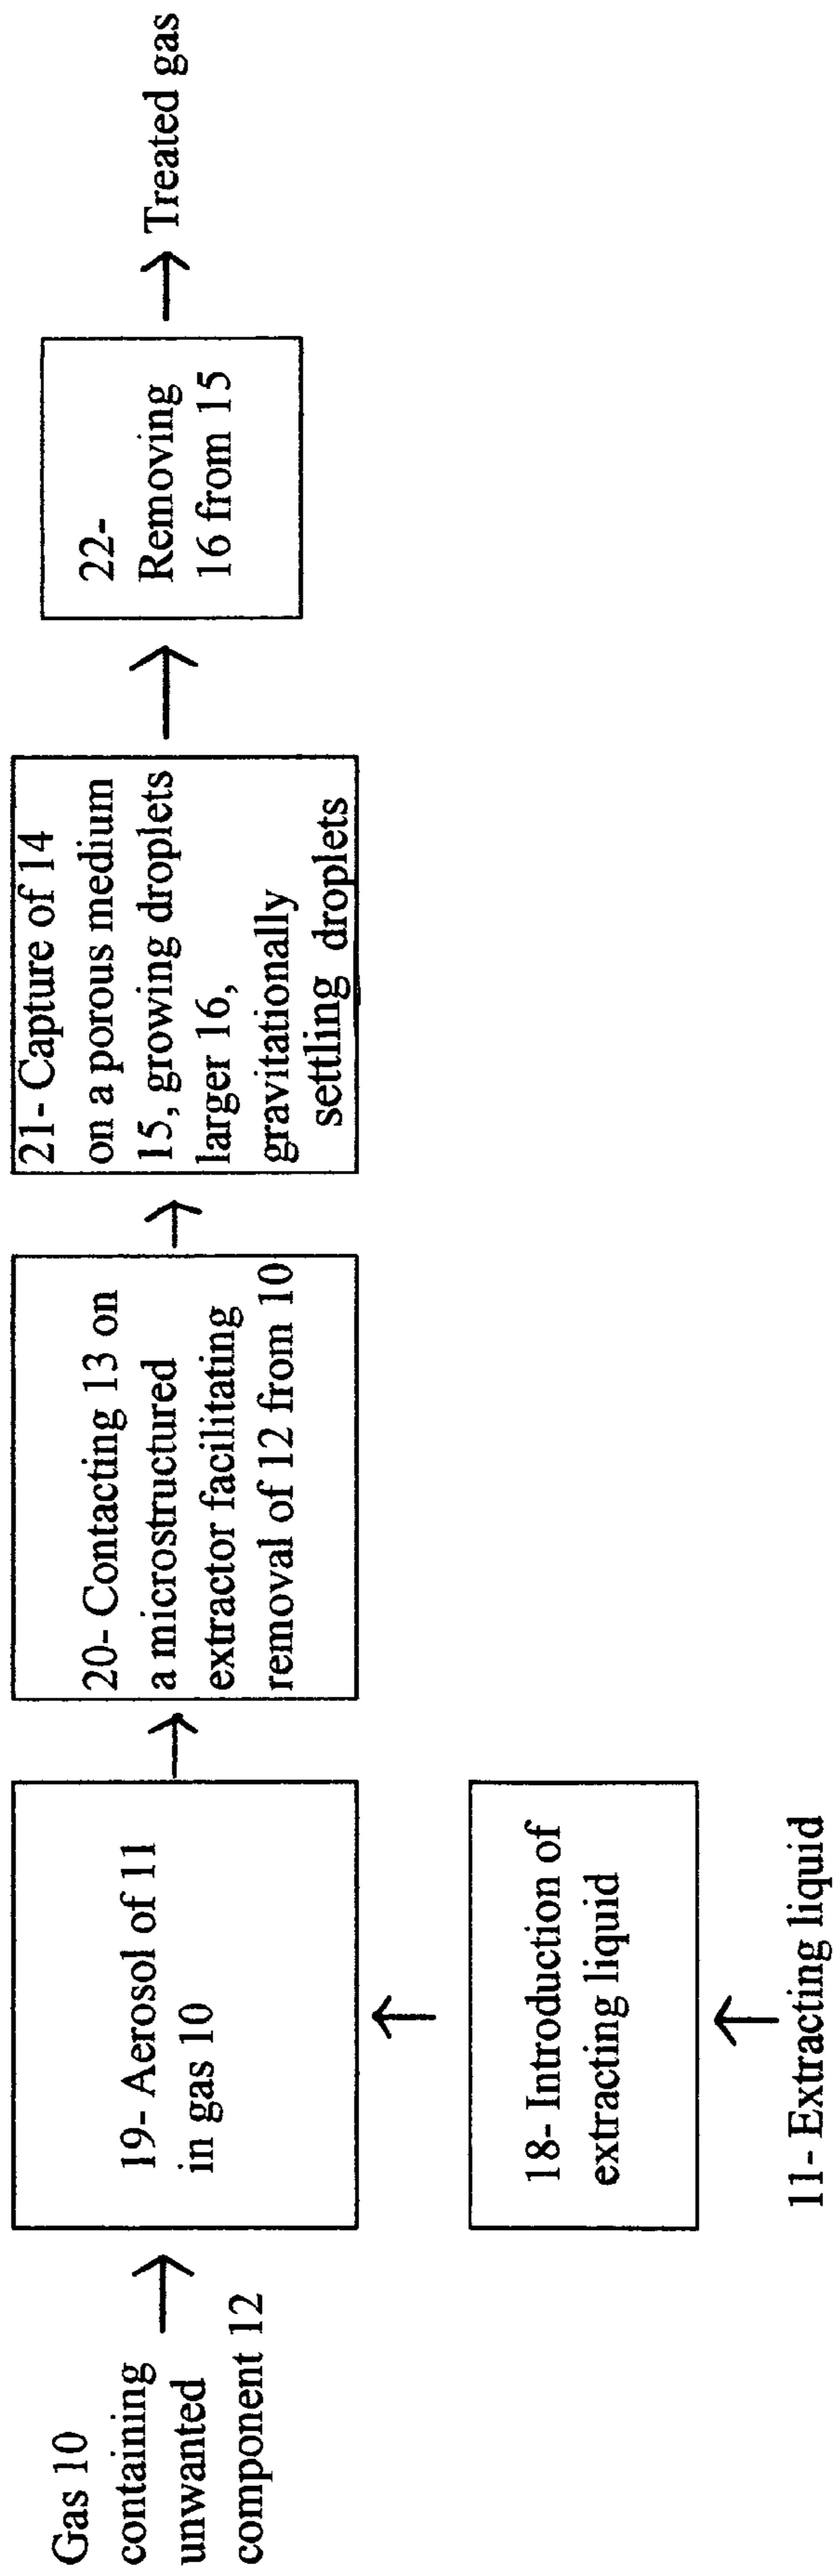 Gas 10
containing
unwanted
component 12
19- Aerosol of 11
in gas 10
18- Introduction of
extracting liquid
11- Extracting liquid
20- Contacting 13 on
a microstructured
extractor facilitating
removal of 12 from 10
21- Capture of 14
on a porous medium
15, growing droplets
larger 16,
gravitationally
settling droplets
22-
Removing
16 from 15
Treated gas